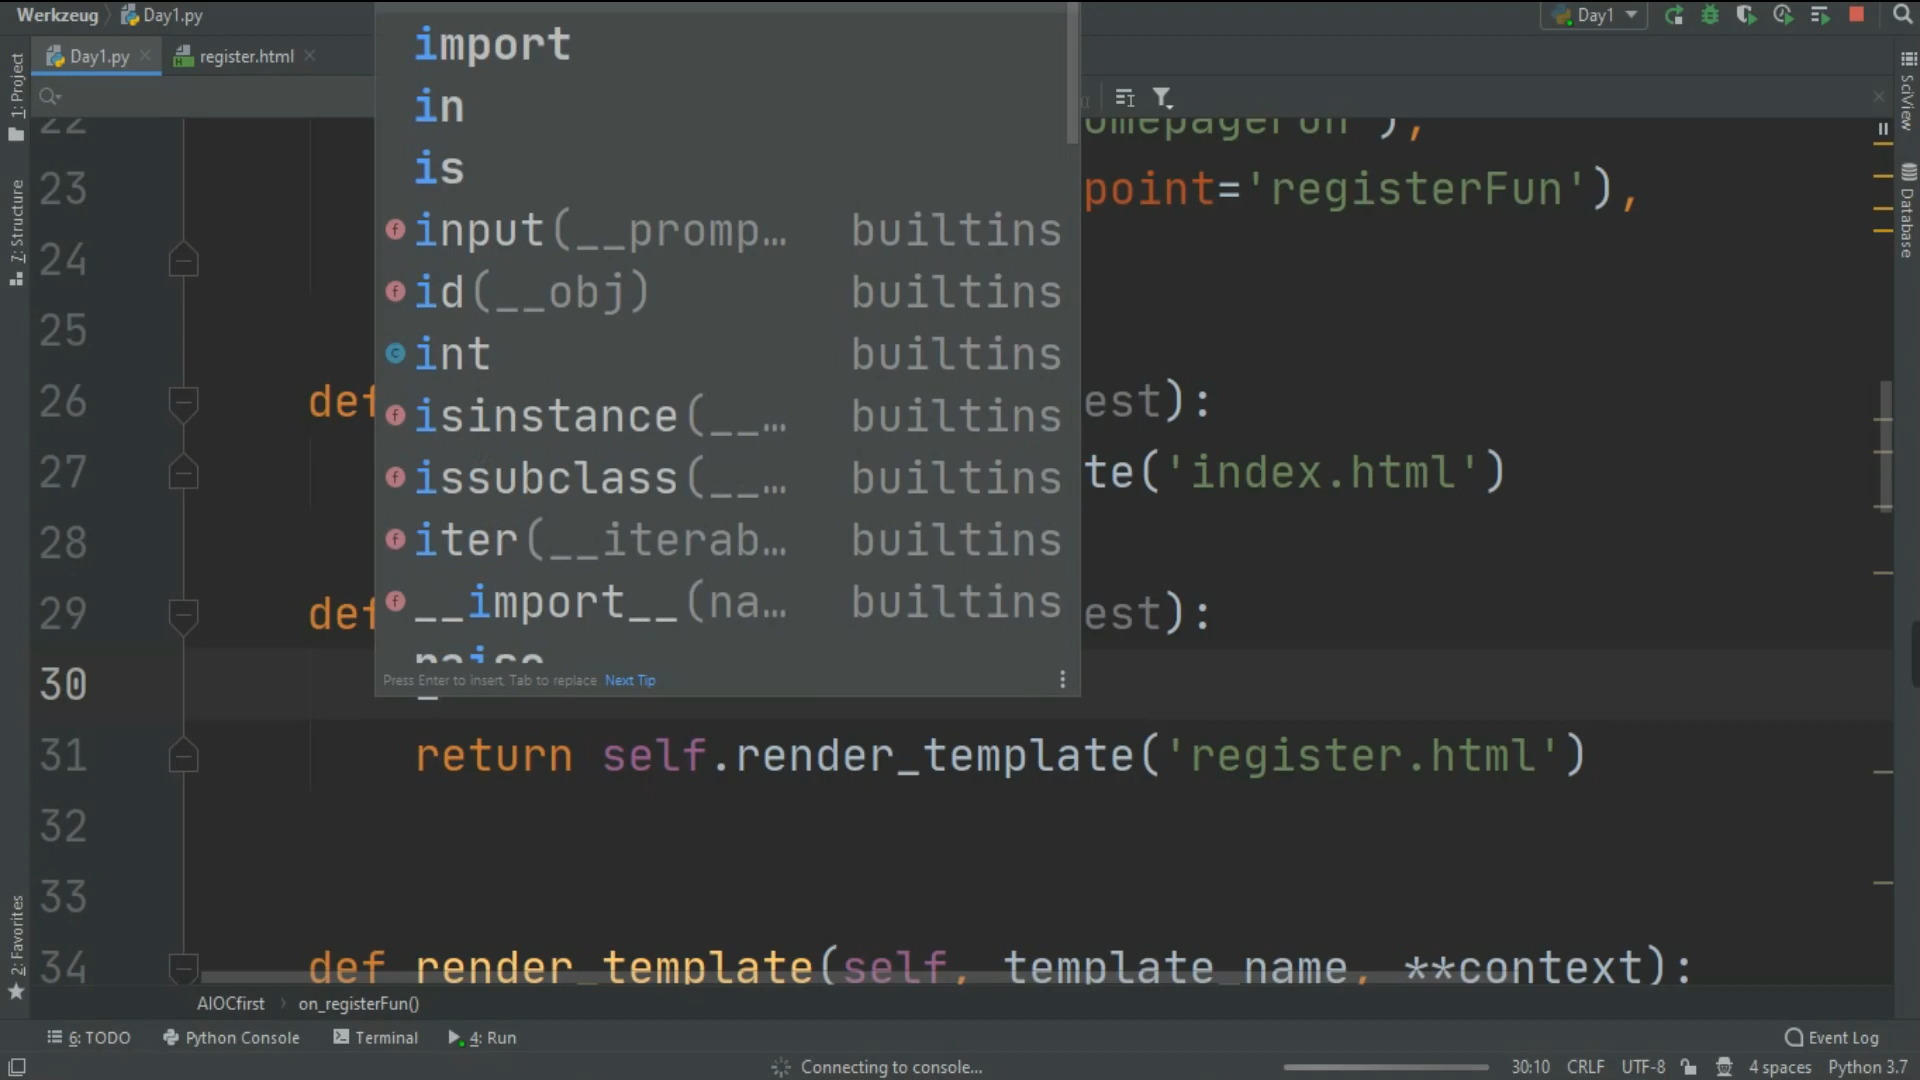 Werkzeug Day1.py
Day1
Day1.py
register.html
import
in
is
input(__promp… builtins
id(__obj) builtins
int builtins
isinstance(__… builtins
issubclass(__… builtins
iter(__iterab… builtins
__import__(na… builtins
raise
Press Enter to insert, Tab to replace Next Tip
1: Project
7: Structure
2: Favorites
SciView
Database
22 omepageFun'),
23 point='registerFun'),
24
25
26 def est):
27 te('index.html')
28
29 def est):
30
31 return self.render_template('register.html')
32
33
34 def render_template(self, template_name, **context):
AIOCfirst on_registerFun()
6: TODO Python Console Terminal 4: Run
Event Log
Connecting to console...
30:10 CRLF UTF-8 4 spaces Python 3.7